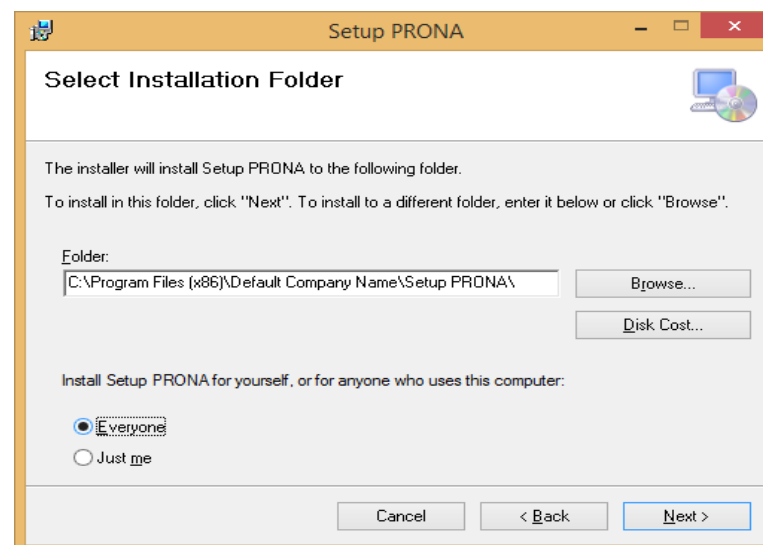 Setup PRONA
Select Installation Folder
The installer will install Setup PRONA to the following folder.
To install in this folder, click "Next". To install to a different folder, enter it below or click "Browse".
Folder:
C:\Program Files (x86)\Default Company Name\Setup PRONA\
Browse...
Disk Cost...
Install Setup PRONA for yourself, or for anyone who uses this computer:
Everyone
Just me
Cancel
< Back
Next >